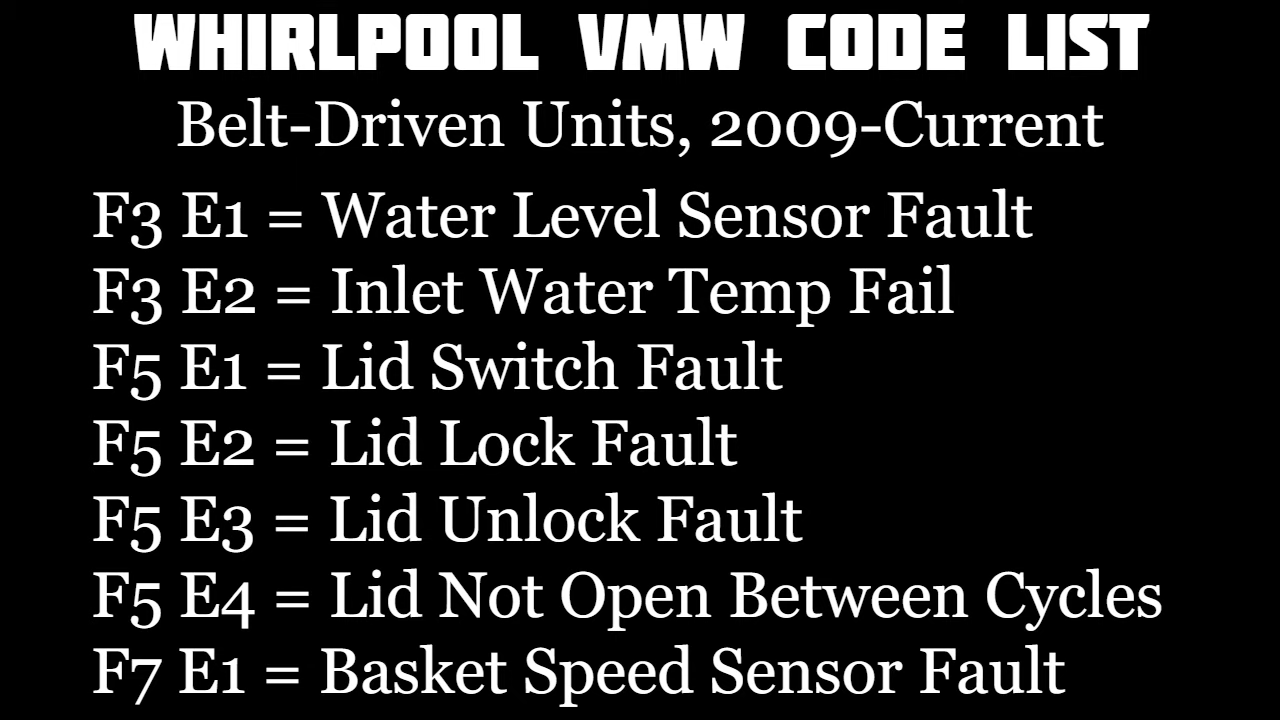 WHIRLPOOL VMW CODE LIST
Belt-Driven Units, 2009-Current
F3 E1 = Water Level Sensor Fault
F3 E2 = Inlet Water Temp Fail
F5 E1 = Lid Switch Fault
F5 E2 = Lid Lock Fault
F5 E3 = Lid Unlock Fault
F5 E4 = Lid Not Open Between Cycles
F7 E1 = Basket Speed Sensor Fault